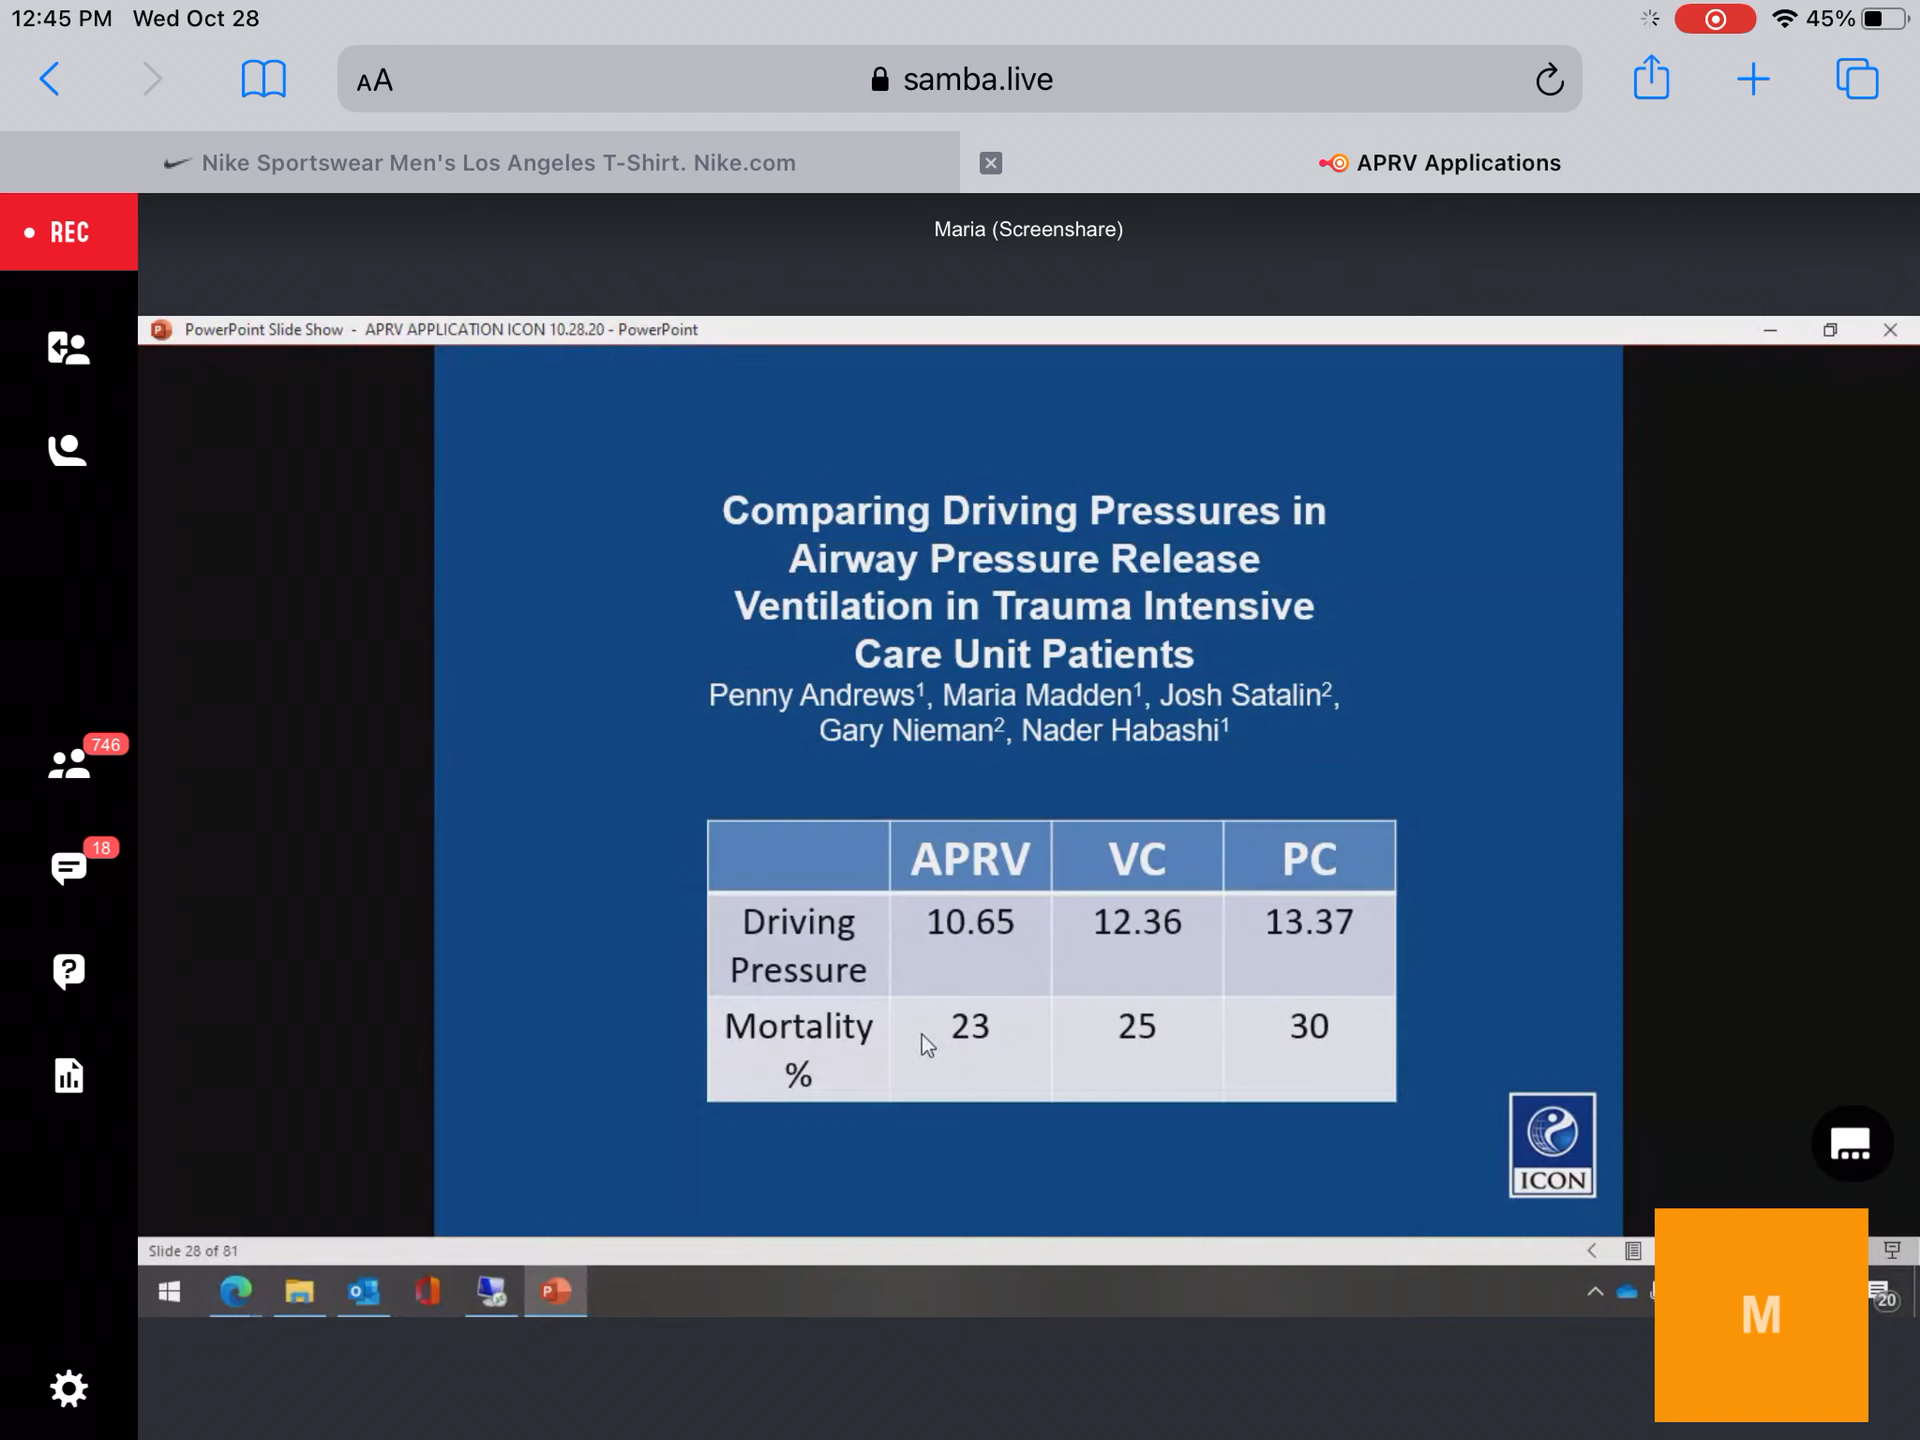 12:45 PM Wed Oct 28
45%
AA
samba.live
Nike Sportswear Men's Los Angeles T-Shirt. Nike.com
APRV Applications
REC
Maria (Screenshare)
PowerPoint Slide Show - APRV APPLICATION ICON 10.28.20 - PowerPoint
Comparing Driving Pressures in
Airway Pressure Release
Ventilation in Trauma Intensive
Care Unit Patients
Penny Andrews¹, Maria Madden¹, Josh Satalin²,
Gary Nieman², Nader Habashi¹
746
18
APRV VC PC
Driving 10.65 12.36 13.37
Pressure
Mortality 23 25 30
%
ICON
Slide 28 of 81
20
M